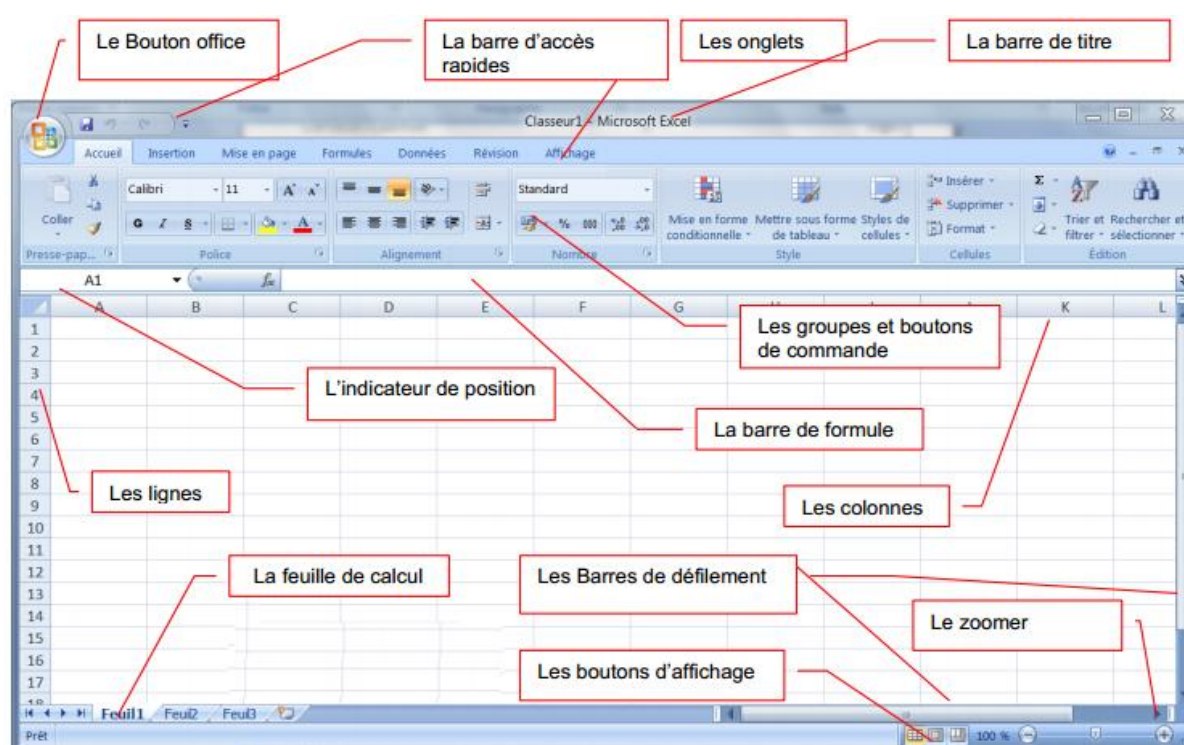 Le Bouton office
La barre d'accès
rapides
Les onglets
La barre de titre
Classeur1 - Microsoft Excel
Accueil Insertion Mise en page Formules Données Révision Affichage
Coller
Presse-pap...
Calibri 11
G I S
Police
Alignement
Standard
% 000
Nombre
Mise en forme
conditionnelle
Mettre sous forme
de tableau
Styles de
cellules
Style
Insérer
Supprimer
Format
Cellules
Σ
Trier et
filtrer
Rechercher et
sélectionner
Édition
A1 fx
A B C D E F G K L
Les groupes et boutons
de commande
L'indicateur de position
La barre de formule
Les lignes
Les colonnes
La feuille de calcul
Les Barres de défilement
Le zoomer
Les boutons d'affichage
1
2
3
4
5
6
7
8
9
10
11
12
13
14
15
16
17
18
Feuil1 Feuil2 Feuil3
Prêt 100 %